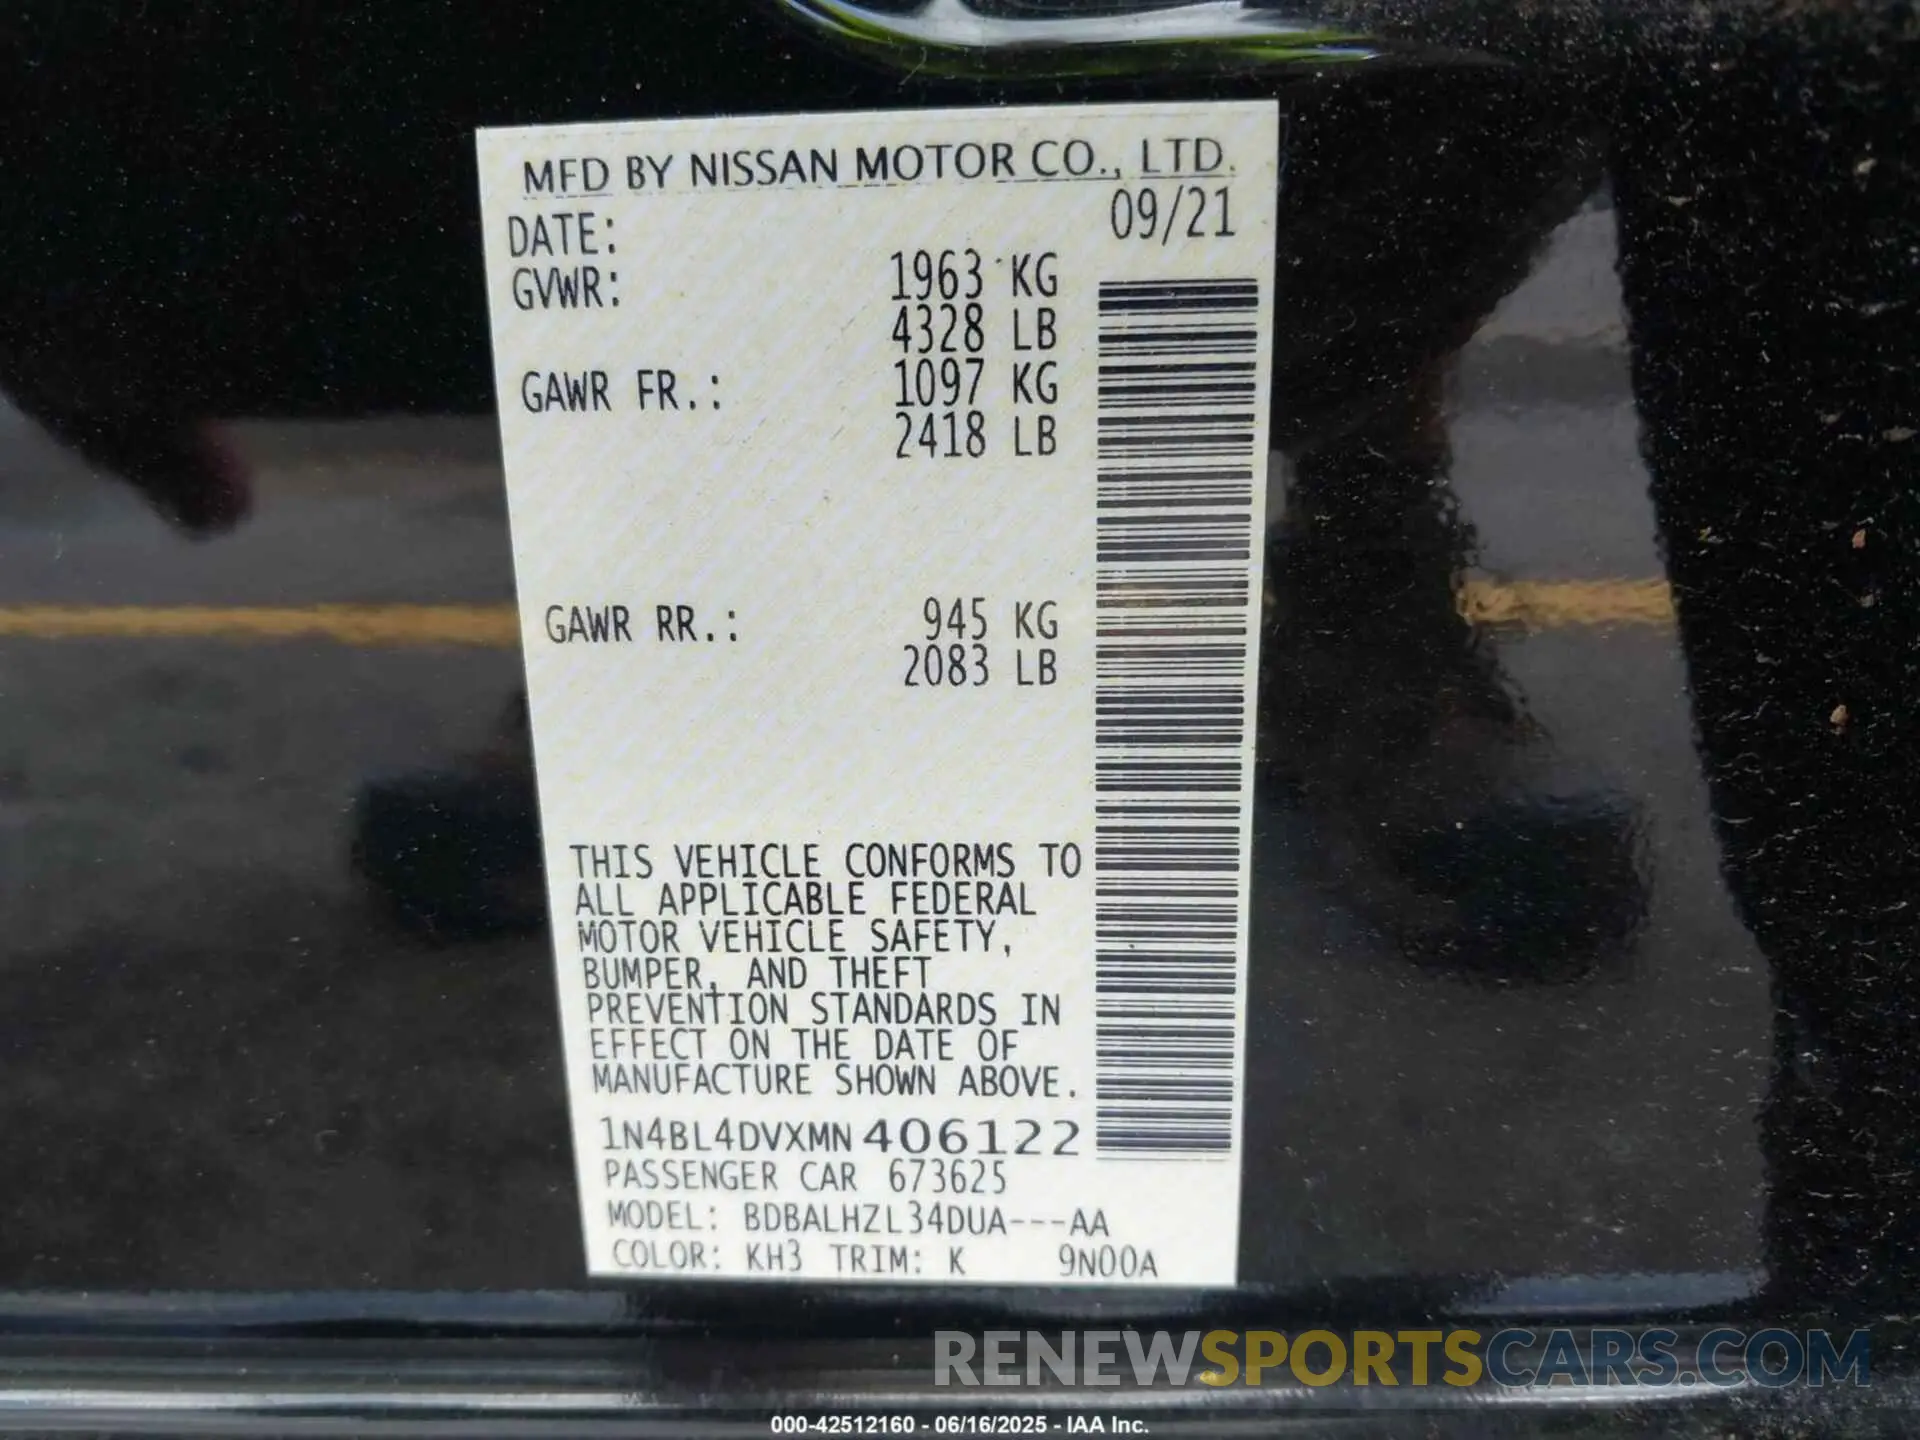 MFD BY NISSAN MOTOR CO., LTD.
DATE: 09/21
GVWR: 1963 KG
4328 LB
GAWR FR.: 1097 KG
2418 LB
GAWR RR.: 945 KG
2083 LB
THIS VEHICLE CONFORMS TO
ALL APPLICABLE FEDERAL
MOTOR VEHICLE SAFETY,
BUMPER, AND THEFT
PREVENTION STANDARDS IN
EFFECT ON THE DATE OF
MANUFACTURE SHOWN ABOVE.
1N4BL4DVXMN406122
PASSENGER CAR 673625
MODEL: BDBALHZL34DUA---AA
COLOR: KH3 TRIM: K 9N00A
RENEWSPORTSCARS.COM
000-42512160 - 06/16/2025 - IAA Inc.